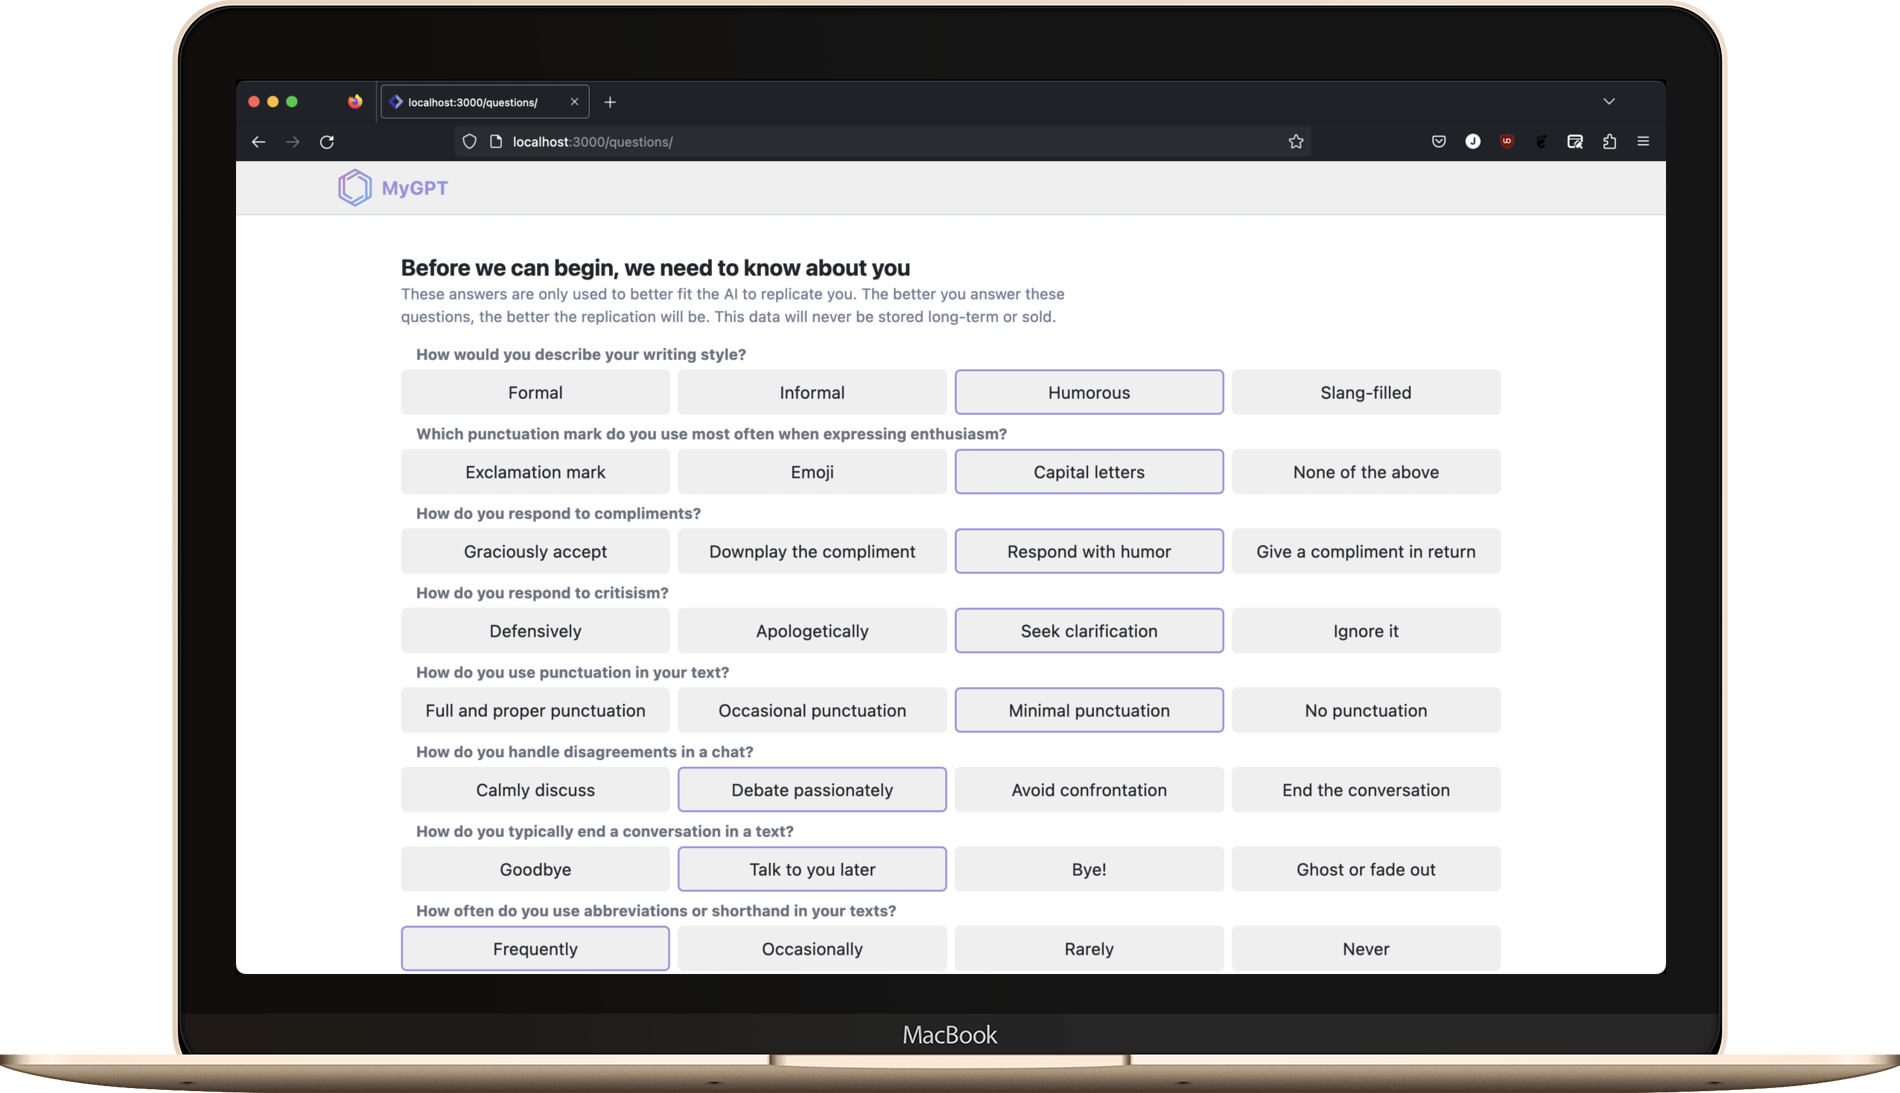 localhost:3000/questions/
localhost:3000/questions/
MyGPT
Before we can begin, we need to know about you
These answers are only used to better fit the AI to replicate you. The better you answer these
questions, the better the replication will be. This data will never be stored long-term or sold.
How would you describe your writing style?
Formal Informal Humorous Slang-filled
Which punctuation mark do you use most often when expressing enthusiasm?
Exclamation mark Emoji Capital letters None of the above
How do you respond to compliments?
Graciously accept Downplay the compliment Respond with humor Give a compliment in return
How do you respond to critisism?
Defensively Apologetically Seek clarification Ignore it
How do you use punctuation in your text?
Full and proper punctuation Occasional punctuation Minimal punctuation No punctuation
How do you handle disagreements in a chat?
Calmly discuss Debate passionately Avoid confrontation End the conversation
How do you typically end a conversation in a text?
Goodbye Talk to you later Bye! Ghost or fade out
How often do you use abbreviations or shorthand in your texts?
Frequently Occasionally Rarely Never
MacBook